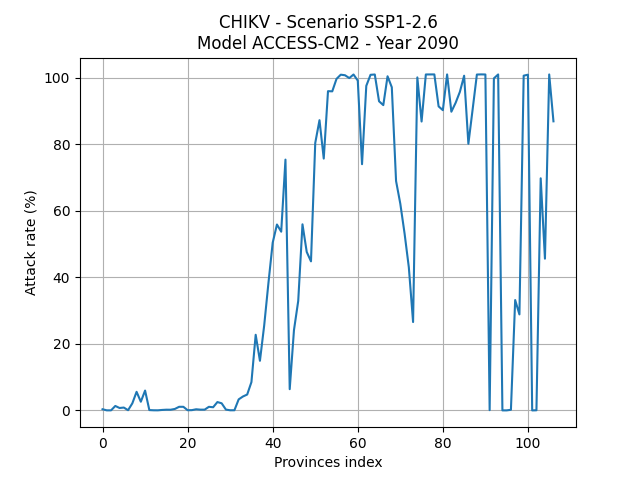 CHIKV - Scenario SSP1-2.6
Model ACCESS-CM2 - Year 2090
Attack rate (%)
100
80
60
40
20
0
0 20 40 60 80 100
Provinces index